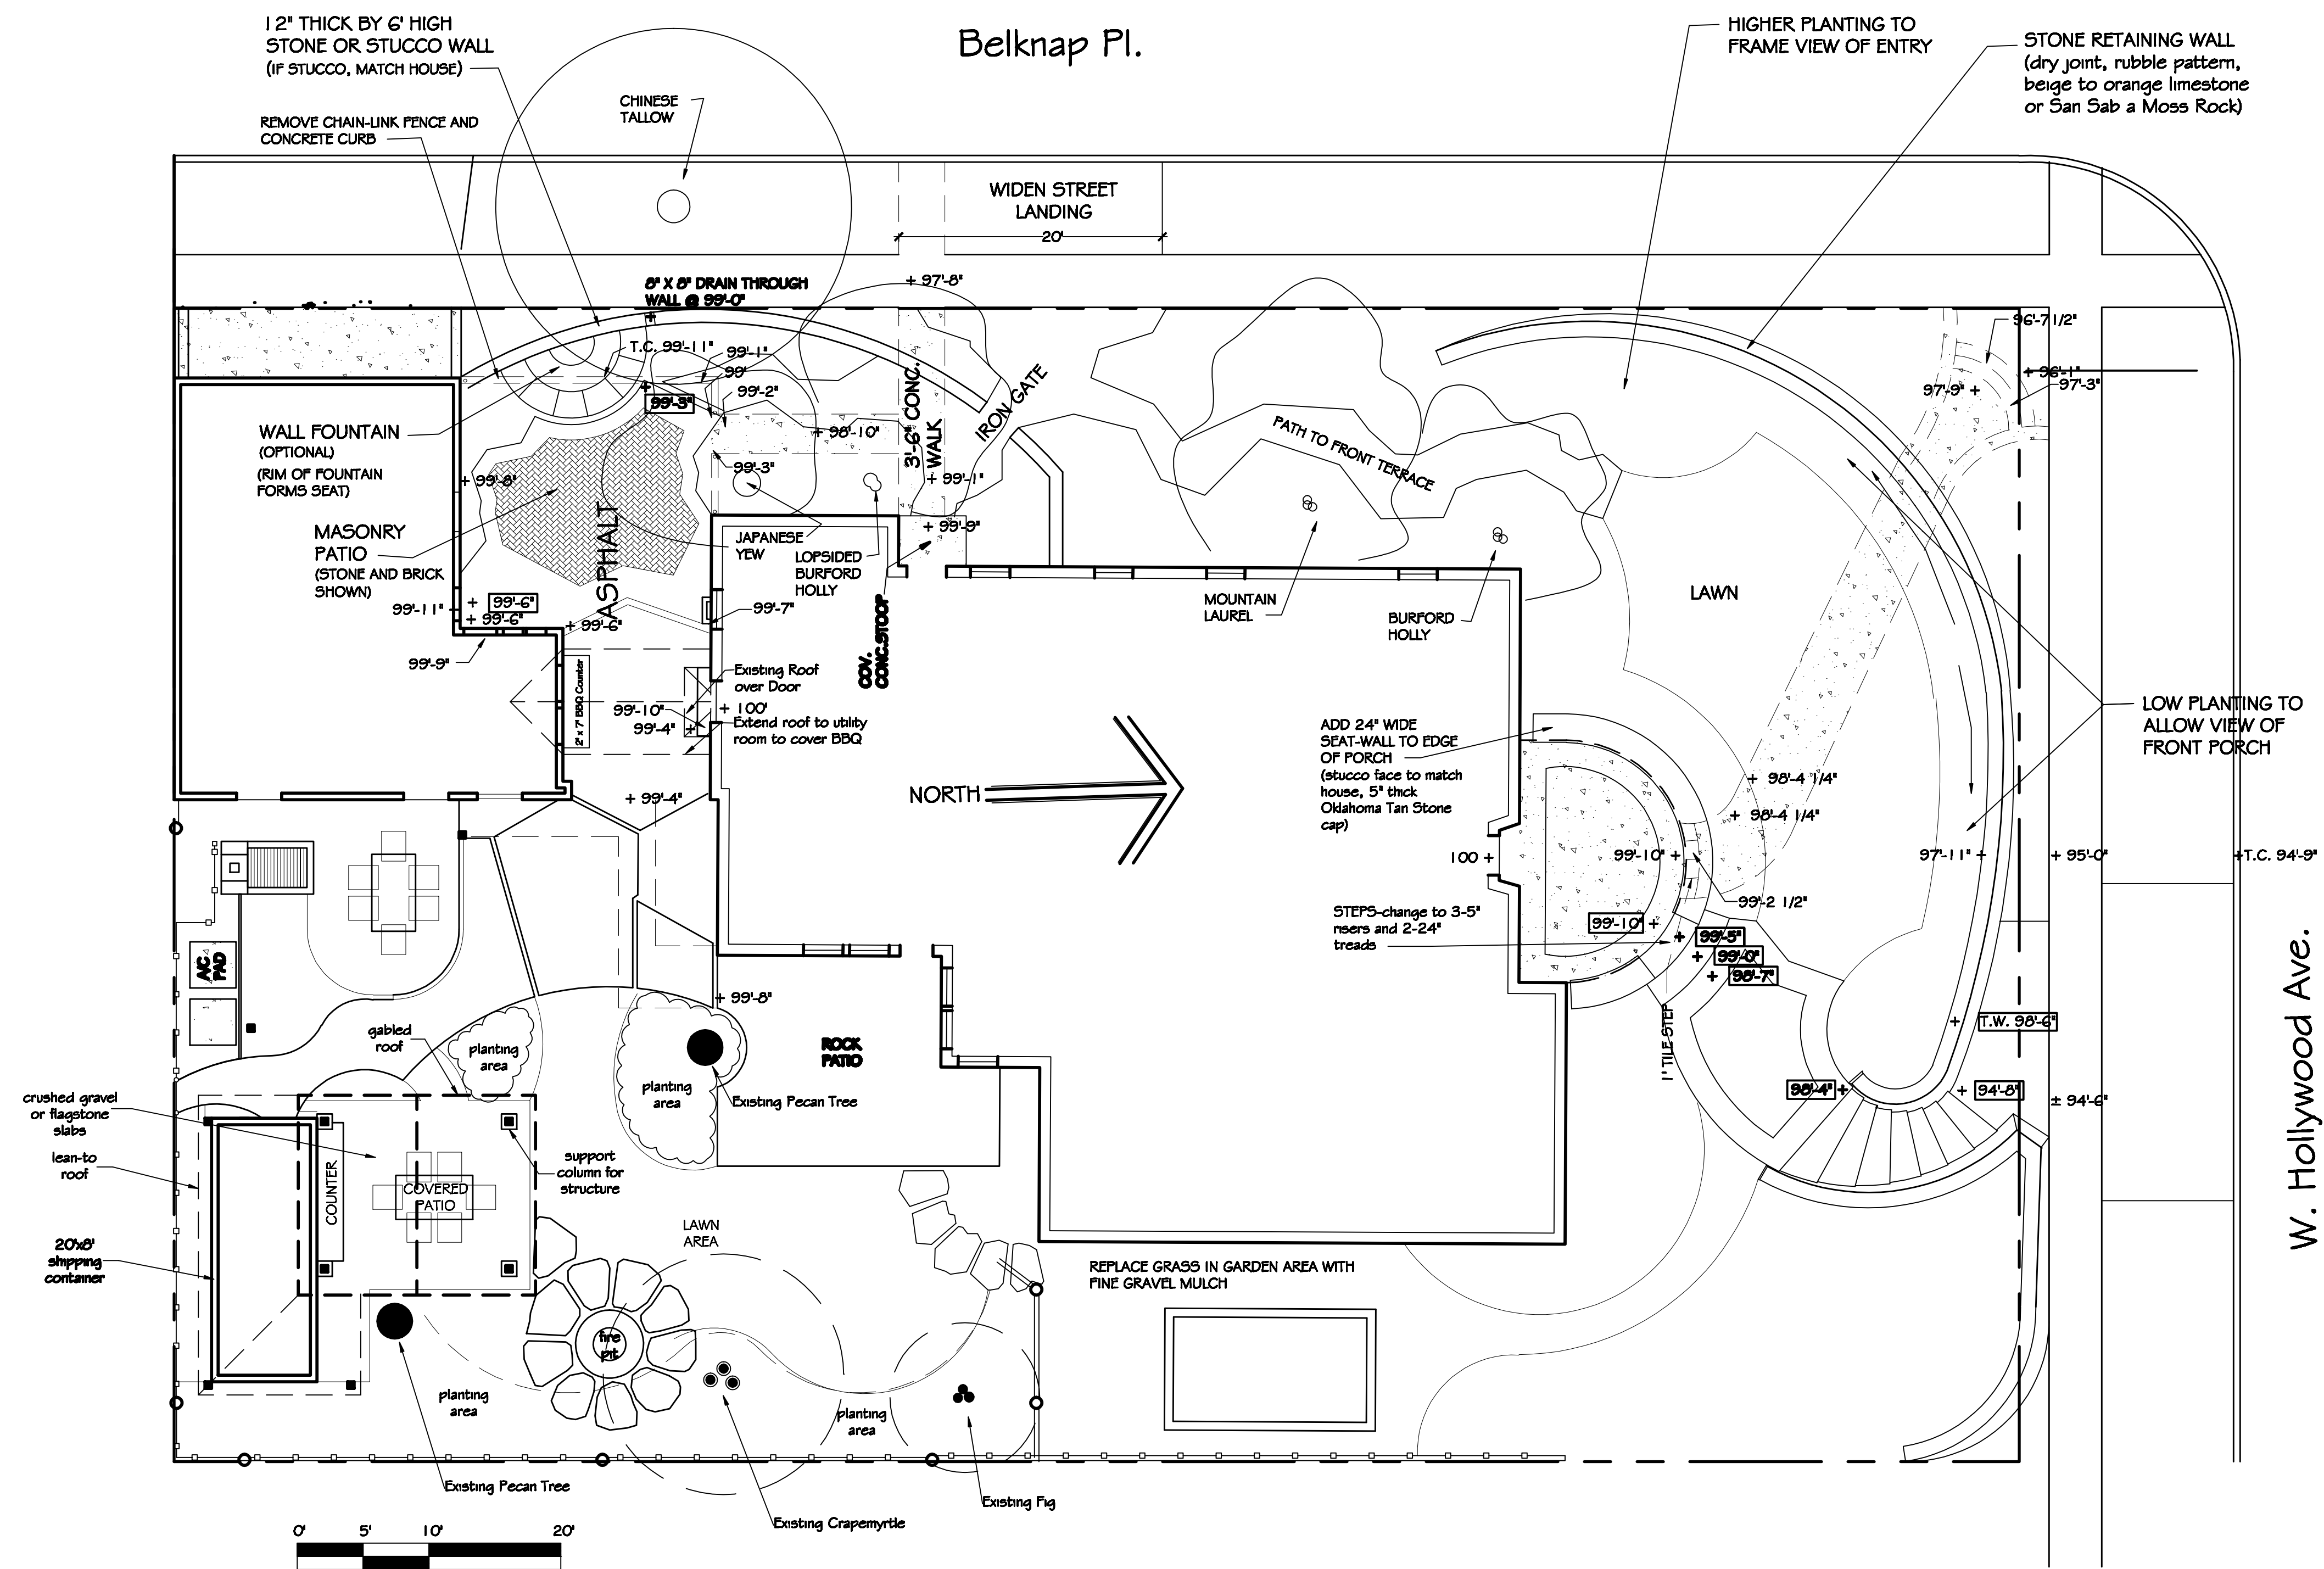 12" THICK BY 6' HIGH
STONE OR STUCCO WALL
(IF STUCCO, MATCH HOUSE)
REMOVE CHAIN-LINK FENCE AND
CONCRETE CURB
CHINESE
TALLOW
Belknap Pl.
HIGHER PLANTING TO
FRAME VIEW OF ENTRY
STONE RETAINING WALL
(dry joint, rubble pattern,
beige to orange limestone
or San Sab a Moss Rock)
WIDEN STREET
LANDING
20'
8" X 8" DRAIN THROUGH
WALL @ 99'-0"
+ 97'-8"
T.C. 99'-11"
99'-1"
99'
99'-2"
99'-3"
+ 98'-10"
99'-3"
3'-6" CONC.
WALK
IRON GATE
+ 99'-1"
+ 99'-9"
PATH TO FRONT TERRACE
96'-7 1/2"
+ 96'-1"
97'-3"
97'-9" +
WALL FOUNTAIN
(OPTIONAL)
(RIM OF FOUNTAIN
FORMS SEAT)
+ 99'-8"
MASONRY
PATIO
(STONE AND BRICK
SHOWN)
ASPHALT
JAPANESE
YEW
LOPSIDED
BURFORD
HOLLY
COV.
CONC.STOOP
99'-11"
+ 99'-6"
+ 99'-6"
+ 99'-6"
99'-7"
99'-9"
MOUNTAIN
LAUREL
BURFORD
HOLLY
LAWN
2' x 7' BBQ Counter
Existing Roof
over Door
99'-10"
+ 100'
99'-4" +
Extend roof to utility
room to cover BBQ
+ 99'-4"
NORTH
ADD 24" WIDE
SEAT-WALL TO EDGE
OF PORCH
(stucco face to match
house, 5" thick
Oklahoma Tan Stone
cap)
LOW PLANTING TO
ALLOW VIEW OF
FRONT PORCH
+ 98'-4 1/4"
+ 98'-4 1/4"
100 +
99'-10" +
97'-11" +
+ 95'-0"
+T.C. 94'-9"
99'-2 1/2"
STEPS-change to 3-5"
risers and 2-24"
treads
99'-10" +
+ 99'-5"
+ 99'-0"
+ 98'-7"
A/C
PAD
+ 99'-8"
1' TILE STEP
+ T.W. 98'-6"
98'-4" +
+ 94'-8"
± 94'-6"
W. Hollywood Ave.
gabled
roof
planting
area
ROCK
PATIO
planting
area
Existing Pecan Tree
crushed gravel
or flagstone
slabs
lean-to
roof
COUNTER
COVERED
PATIO
support
column for
structure
20'x8'
shipping
container
LAWN
AREA
REPLACE GRASS IN GARDEN AREA WITH
FINE GRAVEL MULCH
fire
pit
planting
area
planting
area
Existing Pecan Tree
Existing Crapemyrtle
Existing Fig
0' 5' 10' 20'